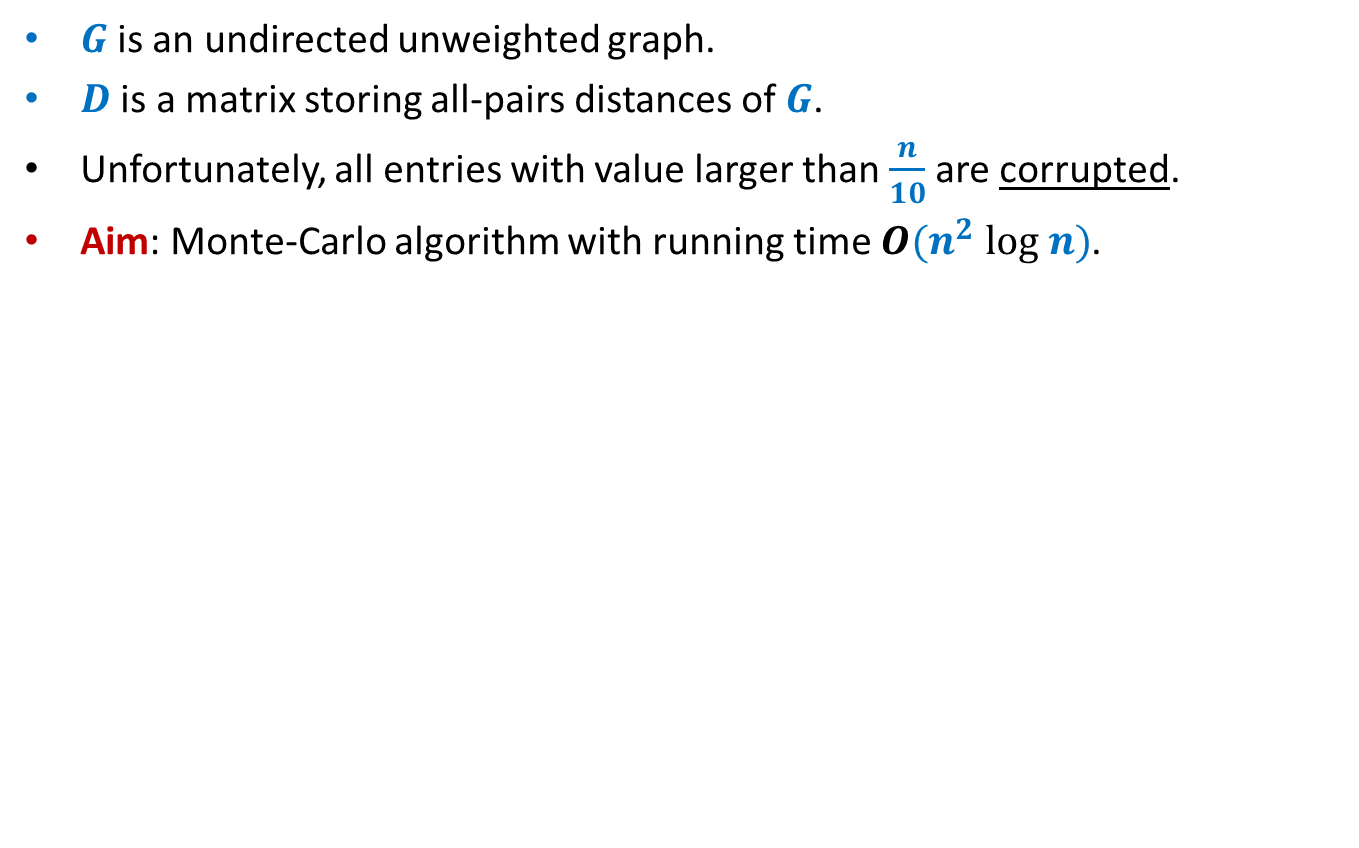 • G is an undirected unweighted graph.
• D is a matrix storing all-pairs distances of G.
• Unfortunately, all entries with value larger than n/10 are corrupted.
• Aim: Monte-Carlo algorithm with running time O(n² log n).